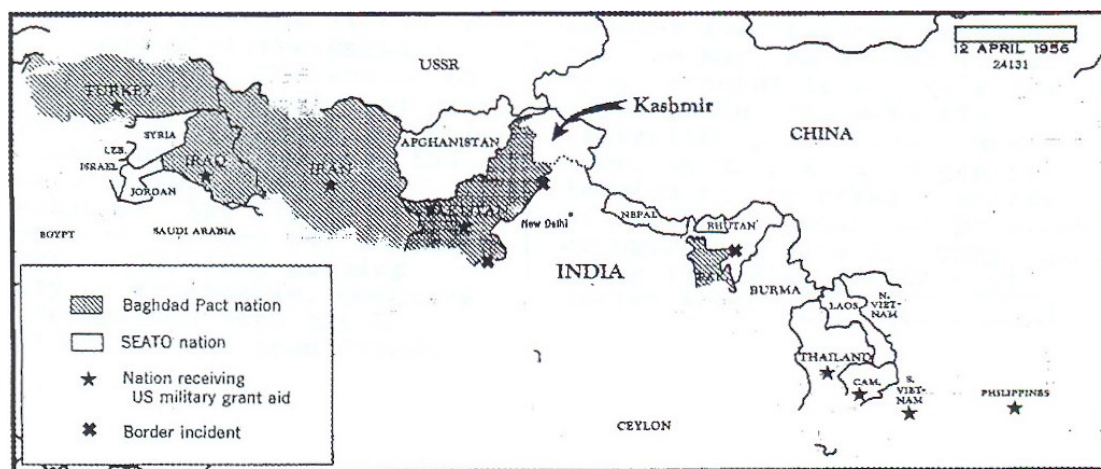 12 APRIL 1956
24131
USSR
Kashmir
CHINA
TURKEY
AFGHANISTAN
SYRIA
LEB.
IRAQ
IRAN
ISRAEL
JORDAN
PAKISTAN
New Delhi
NEPAL
BHUTAN
EGYPT
SAUDI ARABIA
INDIA
PAK.
BURMA
LAOS
N. VIET-
NAM
THAILAND
CAM.
S.
VIET-
NAM
PHILIPPINES
CEYLON
Baghdad Pact nation
SEATO nation
Nation receiving
US military grant aid
Border incident